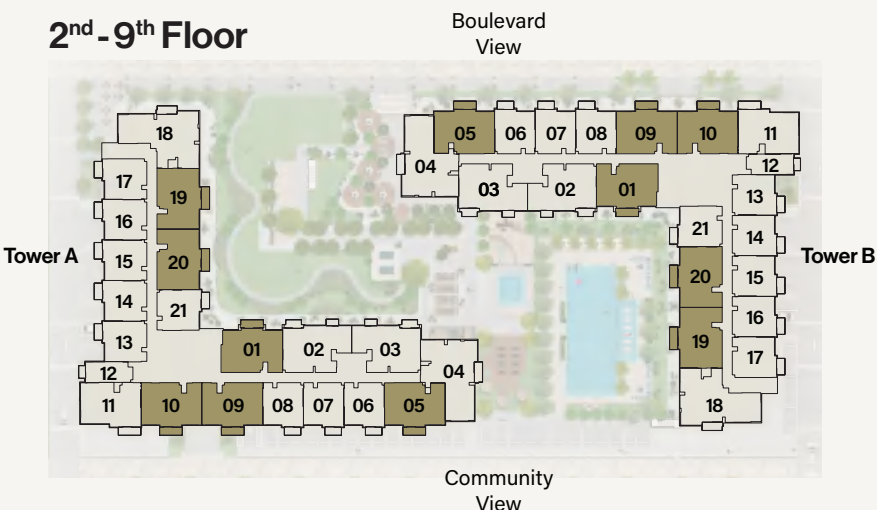 2nd - 9th Floor
Boulevard
View
05 06 07 08 09 10 11
18
04
12
17
03 02 01
13
19
16
21
14
Tower A
15
20
20
15
Tower B
14
21
16
13
01 02 03
19
17
12
04
11 10 09 08 07 06 05
18
Community
View